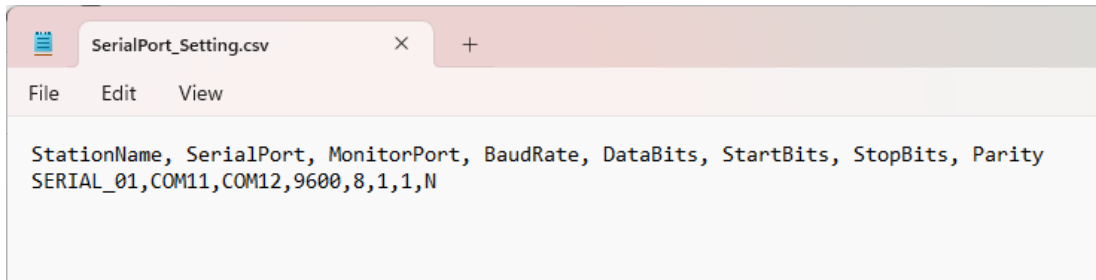 SerialPort_Setting.csv
File Edit View
StationName, SerialPort, MonitorPort, BaudRate, DataBits, StartBits, StopBits, Parity
SERIAL_01,COM11,COM12,9600,8,1,1,N